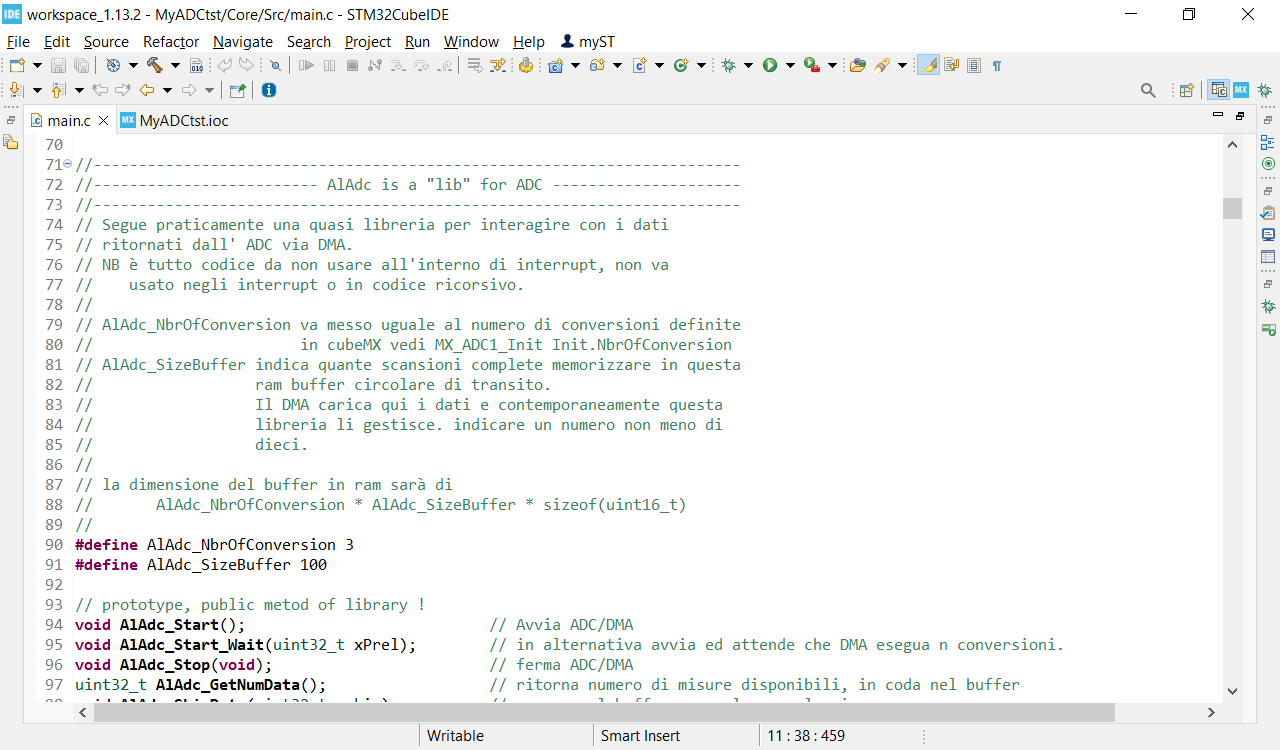 IDE workspace_1.13.2 - MyADCtst/Core/Src/main.c - STM32CubeIDE
File Edit Source Refactor Navigate Search Project Run Window Help myST
main.c MX MyADCtst.ioc
70
71 //------------------------------------------------------------------------
72 //------------------------- AlAdc is a "lib" for ADC ---------------------
73 //------------------------------------------------------------------------
74 // Segue praticamente una quasi libreria per interagire con i dati
75 // ritornati dall' ADC via DMA.
76 // NB è tutto codice da non usare all'interno di interrupt, non va
77 //    usato negli interrupt o in codice ricorsivo.
78 //
79 // AlAdc_NbrOfConversion va messo uguale al numero di conversioni definite
80 //                       in cubeMX vedi MX_ADC1_Init Init.NbrOfConversion
81 // AlAdc_SizeBuffer indica quante scansioni complete memorizzare in questa
82 //                  ram buffer circolare di transito.
83 //                  Il DMA carica qui i dati e contemporaneamente questa
84 //                  libreria li gestisce. indicare un numero non meno di
85 //                  dieci.
86 //
87 // la dimensione del buffer in ram sarà di
88 //       AlAdc_NbrOfConversion * AlAdc_SizeBuffer * sizeof(uint16_t)
89 //
90 #define AlAdc_NbrOfConversion 3
91 #define AlAdc_SizeBuffer 100
92
93 // prototype, public metod of library !
94 void AlAdc_Start();                           // Avvia ADC/DMA
95 void AlAdc_Start_Wait(uint32_t xPrel);        // in alternativa avvia ed attende che DMA esegua n conversioni.
96 void AlAdc_Stop(void);                        // ferma ADC/DMA
97 uint32_t AlAdc_GetNumData();                  // ritorna numero di misure disponibili, in coda nel buffer
Writable Smart Insert 11 : 38 : 459